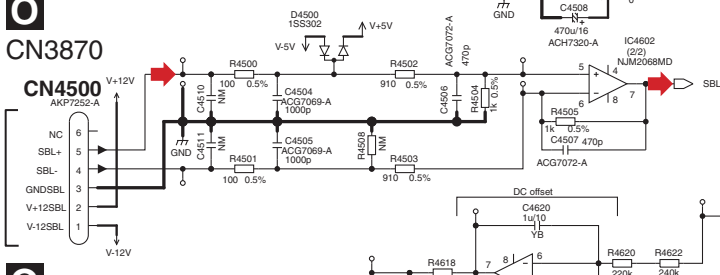 O
CN3870
CN4500
AKP7252-A
V+12V
NC 6
SBL+ 5
SBL- 4
GNDSBL 3
V+12SBL 2
V-12SBL 1
V-12V
GND
D4500
1SS302
V-5V
V+5V
R4500
100 0.5%
C4510
NM
C4504
ACG7069-A
1000p
C4511
NM
C4505
ACG7069-A
1000p
R4501
100 0.5%
R4502
910 0.5%
R4508
NM
R4503
910 0.5%
ACG7072-A
470p
C4506
R4504
1k 0.5%
GND
C4508
470u/16
ACH7320-A
IC4602
(2/2)
NJM2068MD
5
4
6
8
7
SBL
R4505
1k 0.5%
C4507 470p
ACG7072-A
DC offset
C4620
1u/10
YB
R4618
7
8
6
R4620
220k
R4622
240k